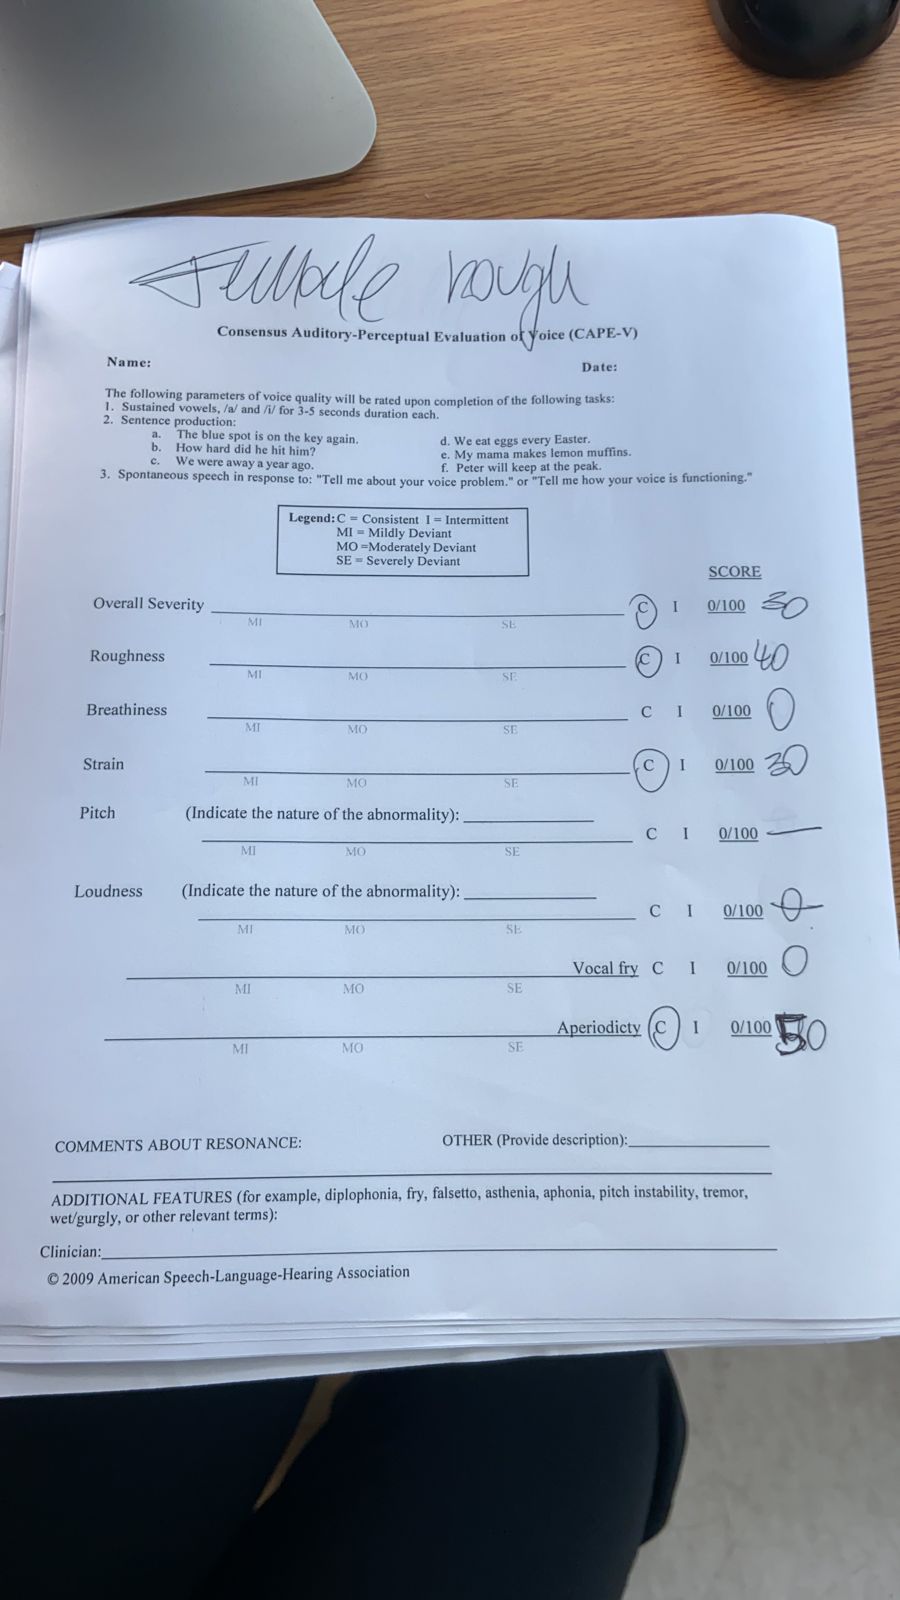 Female rough
Consensus Auditory-Perceptual Evaluation of Voice (CAPE-V)
Name: Date:
The following parameters of voice quality will be rated upon completion of the following tasks:
1. Sustained vowels, /a/ and /i/ for 3-5 seconds duration each.
2. Sentence production:
a. The blue spot is on the key again. d. We eat eggs every Easter.
b. How hard did he hit him? e. My mama makes lemon muffins.
c. We were away a year ago. f. Peter will keep at the peak.
3. Spontaneous speech in response to: "Tell me about your voice problem." or "Tell me how your voice is functioning."
Legend: C = Consistent I = Intermittent
MI = Mildly Deviant
MO =Moderately Deviant
SE = Severely Deviant
SCORE
Overall Severity C I 0/100 30
MI MO SE
Roughness C I 0/100 40
MI MO SE
Breathiness C I 0/100 0
MI MO SE
Strain C I 0/100 30
MI MO SE
Pitch (Indicate the nature of the abnormality):
C I 0/100 —
MI MO SE
Loudness (Indicate the nature of the abnormality):
C I 0/100 0
MI MO SE
Vocal fry C I 0/100 0
MI MO SE
Aperiodicty C I 0/100 50
MI MO SE
COMMENTS ABOUT RESONANCE: OTHER (Provide description):
ADDITIONAL FEATURES (for example, diplophonia, fry, falsetto, asthenia, aphonia, pitch instability, tremor,
wet/gurgly, or other relevant terms):
Clinician:
© 2009 American Speech-Language-Hearing Association